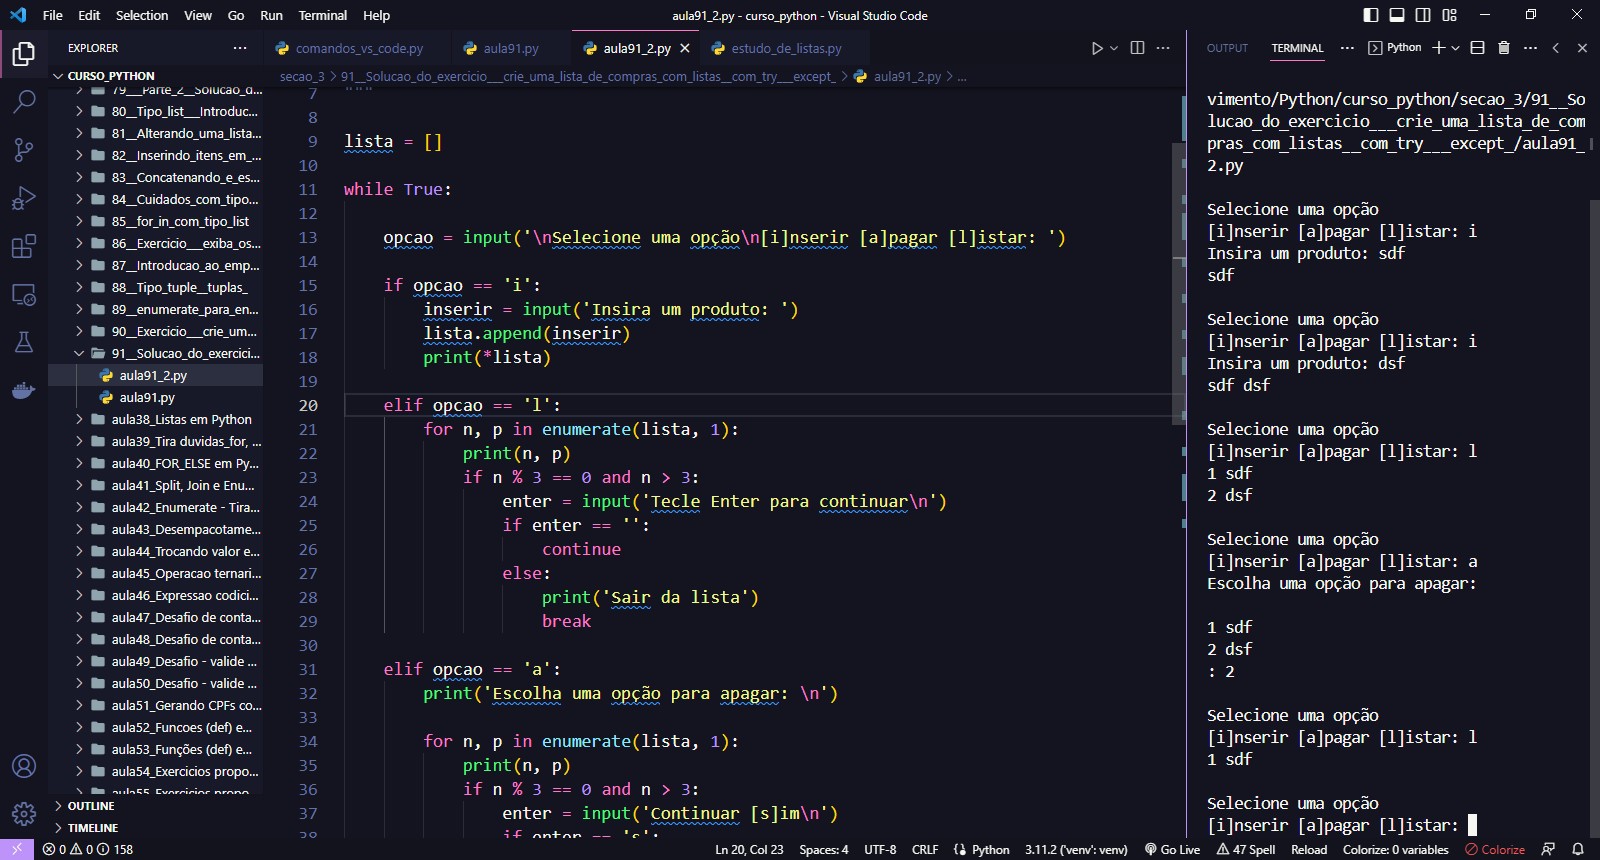 File Edit Selection View Go Run Terminal Help
aula91_2.py - curso_python - Visual Studio Code
EXPLORER
CURSO_PYTHON
79__Parte_2__Solucao_d...
80__Tipo_list__Introduc...
81__Alterando_uma_lista...
82__Inserindo_itens_em_...
83__Concatenando_e_es...
84__Cuidados_com_tipo...
85__for_in_com_tipo_list
86__Exercicio___exiba_os...
87__Introducao_ao_emp...
88__Tipo_tuple__tuplas_
89__enumerate_para_en...
90__Exercicio__crie_um...
91__Solucao_do_exercici...
aula91_2.py
aula91.py
aula38_Listas em Python
aula39_Tira duvidas_for, ...
aula40_FOR_ELSE em Py...
aula41_Split, Join e Enu...
aula42_Enumerate - Tira...
aula43_Desempacotame...
aula44_Trocando valor e...
aula45_Operacao ternari...
aula46_Expressao codici...
aula47_Desafio de conta...
aula48_Desafio de conta...
aula49_Desafio - valide ...
aula50_Desafio - valide ...
aula51_Gerando CPFs co...
aula52_Funcoes (def) e...
aula53_Funções (def) e...
aula54_Exercicios propo...
aula55_Exercicios propo...
OUTLINE
TIMELINE
comandos_vs_code.py aula91.py aula91_2.py estudo_de_listas.py
secao_3 > 91__Solucao_do_exercicio___crie_uma_lista_de_compras_com_listas__com_try___except_ > aula91_2.py > ...
7 """
8
9 lista = []
10
11 while True:
12
13 opcao = input('\nSelecione uma opção\n[i]nserir [a]pagar [l]istar: ')
14
15 if opcao == 'i':
16 inserir = input('Insira um produto: ')
17 lista.append(inserir)
18 print(*lista)
19
20 elif opcao == 'l':
21 for n, p in enumerate(lista, 1):
22 print(n, p)
23 if n % 3 == 0 and n > 3:
24 enter = input('Tecle Enter para continuar\n')
25 if enter == '':
26 continue
27 else:
28 print('Sair da lista')
29 break
30
31 elif opcao == 'a':
32 print('Escolha uma opção para apagar: \n')
33
34 for n, p in enumerate(lista, 1):
35 print(n, p)
36 if n % 3 == 0 and n > 3:
37 enter = input('Continuar [s]im\n')
38 if enter == 's':
OUTPUT TERMINAL Python
vimento/Python/curso_python/secao_3/91__So
lucao_do_exercicio___crie_uma_lista_de_com
pras_com_listas__com_try___except_/aula91_
2.py
Selecione uma opção
[i]nserir [a]pagar [l]istar: i
Insira um produto: sdf
sdf
Selecione uma opção
[i]nserir [a]pagar [l]istar: i
Insira um produto: dsf
sdf dsf
Selecione uma opção
[i]nserir [a]pagar [l]istar: l
1 sdf
2 dsf
Selecione uma opção
[i]nserir [a]pagar [l]istar: a
Escolha uma opção para apagar:
1 sdf
2 dsf
: 2
Selecione uma opção
[i]nserir [a]pagar [l]istar: l
1 sdf
Selecione uma opção
[i]nserir [a]pagar [l]istar:
0 0 158
Ln 20, Col 23 Spaces: 4 UTF-8 CRLF Python 3.11.2 ('venv': venv) Go Live 47 Spell Reload Colorize: 0 variables Colorize